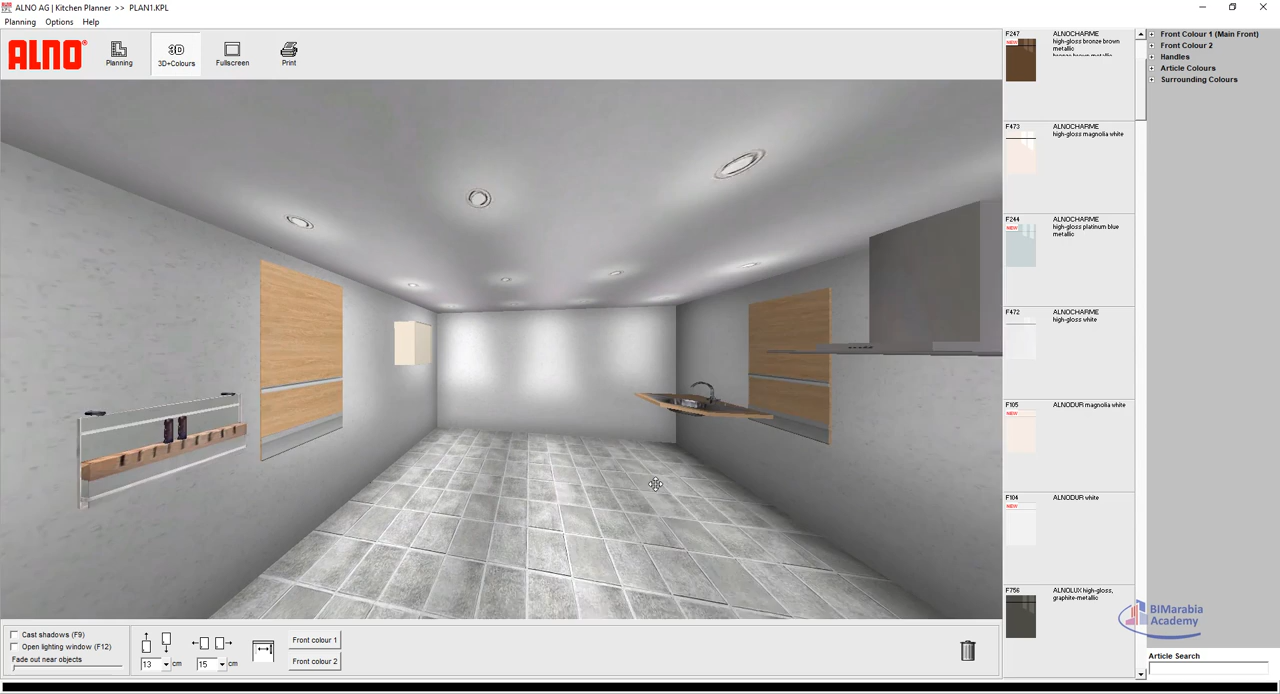 ALNO AG | Kitchen Planner >> PLAN1.KPL
Planning Options Help
ALNO®
Planning
3D
3D+Colours
Fullscreen
Print
F247
NEW
ALNOCHARME
high-gloss bronze brown
metallic
F473
ALNOCHARME
high-gloss magnolia white
F244
NEW
ALNOCHARME
high-gloss platinum blue
metallic
F472
ALNOCHARME
high-gloss white
F105
NEW
ALNODUR magnolia white
F104
NEW
ALNODUR white
F756
ALNOLUX high-gloss,
graphite-metallic
Front Colour 1 (Main Front)
Front Colour 2
Handles
Article Colours
Surrounding Colours
BIMarabia
Academy
Article Search
Cast shadows (F9)
Open lighting window (F12)
Fade out near objects
13 cm
15 cm
Front colour 1
Front colour 2